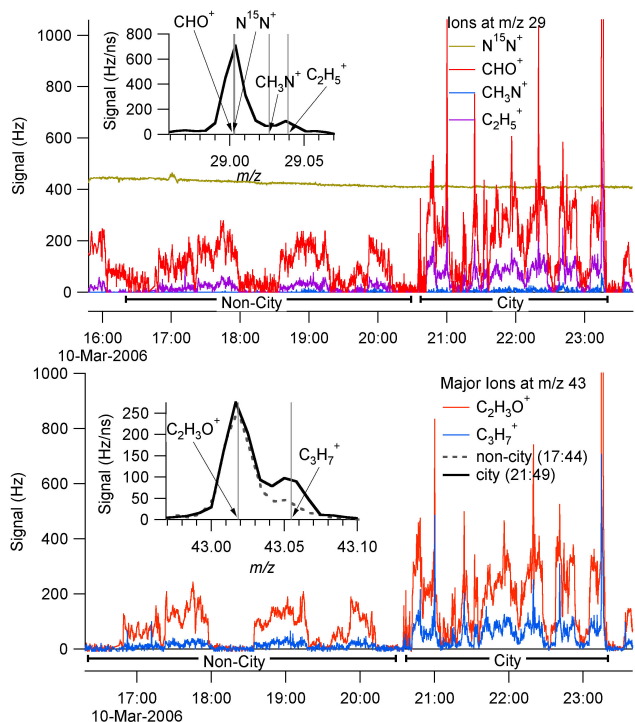 Ions at m/z 29
N¹⁵N⁺
CHO⁺
CH₃N⁺
C₂H₅⁺
Signal (Hz)
1000
800
600
400
200
0
Signal (Hz/ns)
800
600
400
200
0
CHO⁺
N¹⁵N⁺
CH₃N⁺
C₂H₅⁺
29.00
29.05
m/z
Non-City
City
16:00
17:00
18:00
19:00
20:00
21:00
22:00
23:00
10-Mar-2006
Major Ions at m/z 43
C₂H₃O⁺
C₃H₇⁺
non-city (17:44)
city (21:49)
Signal (Hz)
1000
800
600
400
200
0
Signal (Hz/ns)
250
200
150
100
50
0
C₂H₃O⁺
C₃H₇⁺
43.00
43.05
43.10
m/z
Non-City
City
17:00
18:00
19:00
20:00
21:00
22:00
23:00
10-Mar-2006